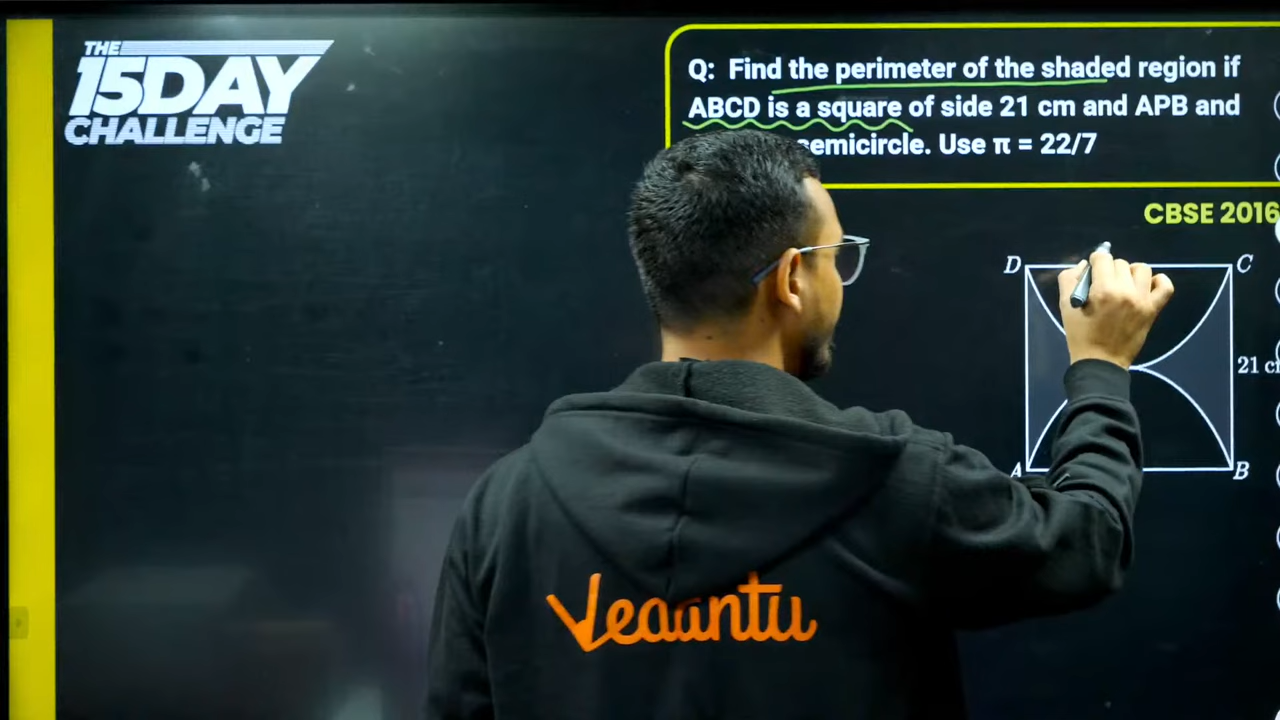 THE
15DAY
CHALLENGE
Q: Find the perimeter of the shaded region if
ABCD is a square of side 21 cm and APB and
semicircle. Use π = 22/7
CBSE 2016
D
C
21
A
B
Vedantu